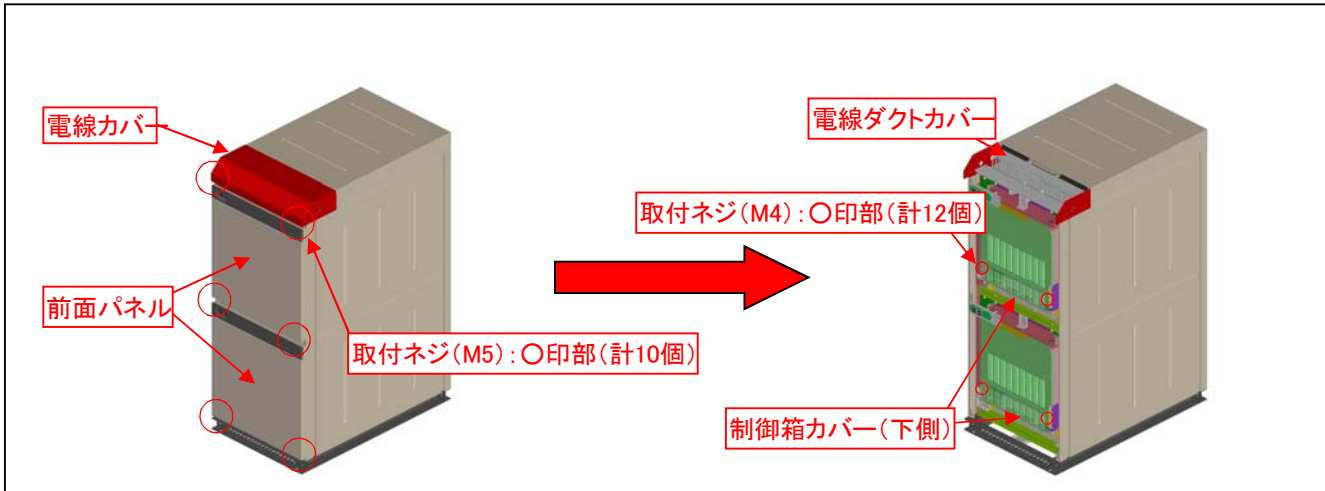 電線カバー
前面パネル
取付ネジ(M5):〇印部(計10個)
電線ダクトカバー
取付ネジ(M4):〇印部(計12個)
制御箱カバー(下側)